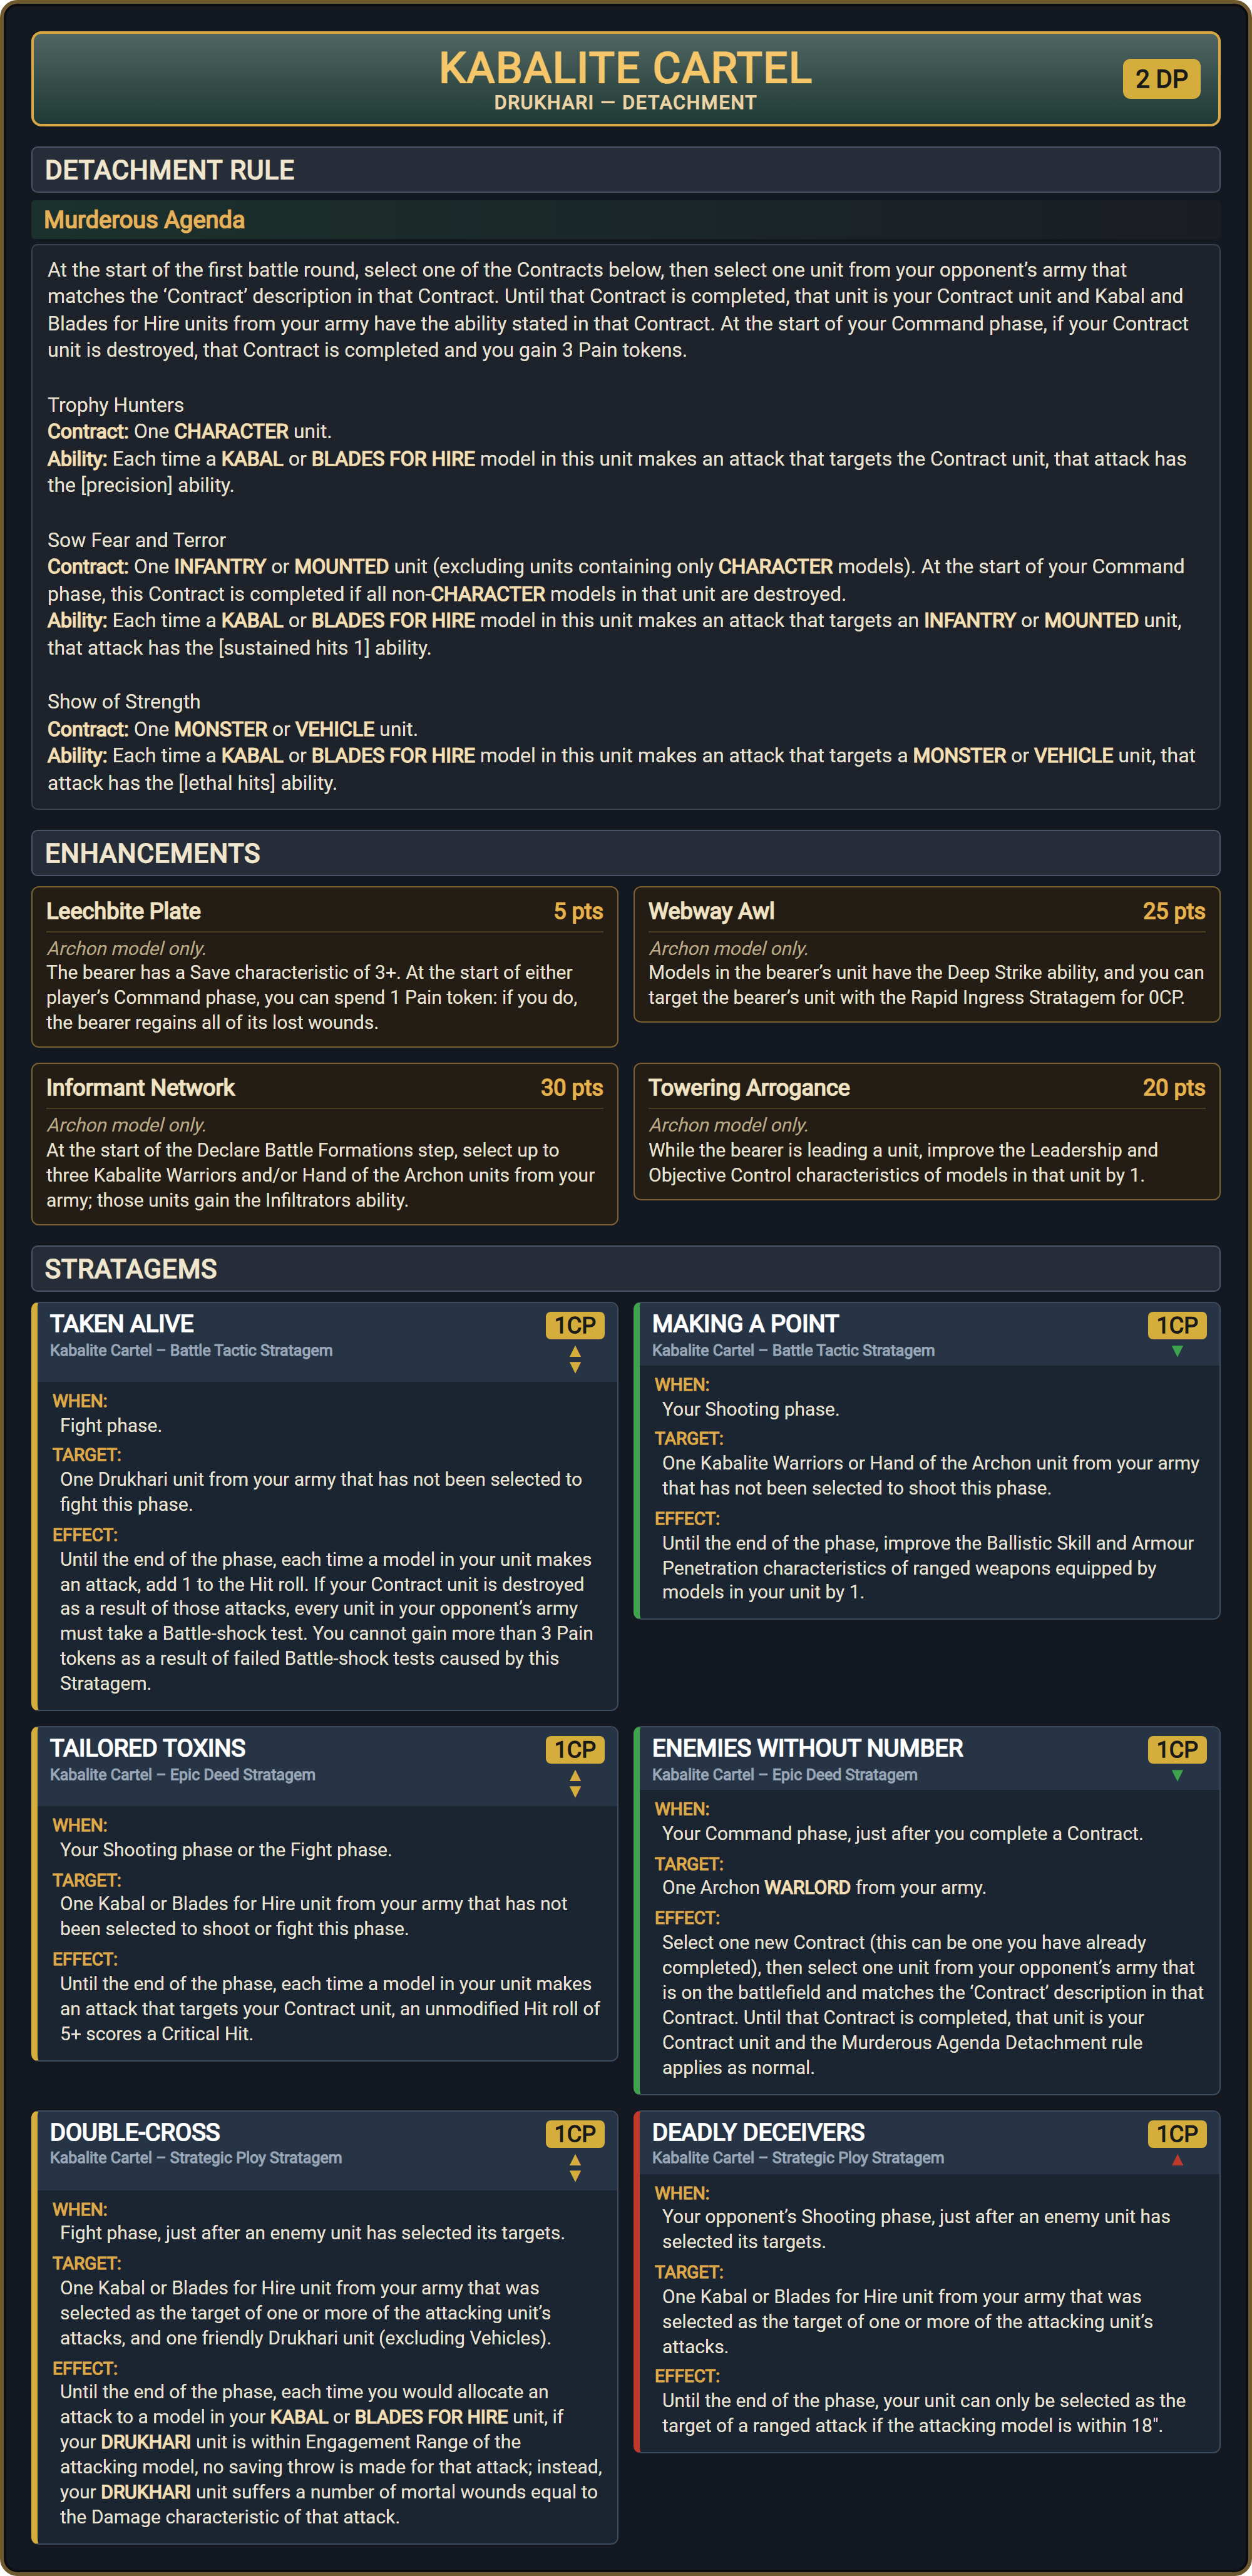 KABALITE CARTEL
DRUKHARI — DETACHMENT
2 DP
DETACHMENT RULE
Murderous Agenda
At the start of the first battle round, select one of the Contracts below, then select one unit from your opponent’s army that
matches the ‘Contract’ description in that Contract. Until that Contract is completed, that unit is your Contract unit and Kabal and
Blades for Hire units from your army have the ability stated in that Contract. At the start of your Command phase, if your Contract
unit is destroyed, that Contract is completed and you gain 3 Pain tokens.
Trophy Hunters
Contract: One CHARACTER unit.
Ability: Each time a KABAL or BLADES FOR HIRE model in this unit makes an attack that targets the Contract unit, that attack has
the [precision] ability.
Sow Fear and Terror
Contract: One INFANTRY or MOUNTED unit (excluding units containing only CHARACTER models). At the start of your Command
phase, this Contract is completed if all non-CHARACTER models in that unit are destroyed.
Ability: Each time a KABAL or BLADES FOR HIRE model in this unit makes an attack that targets an INFANTRY or MOUNTED unit,
that attack has the [sustained hits 1] ability.
Show of Strength
Contract: One MONSTER or VEHICLE unit.
Ability: Each time a KABAL or BLADES FOR HIRE model in this unit makes an attack that targets a MONSTER or VEHICLE unit, that
attack has the [lethal hits] ability.
ENHANCEMENTS
Leechbite Plate 5 pts
Archon model only.
The bearer has a Save characteristic of 3+. At the start of either
player’s Command phase, you can spend 1 Pain token: if you do,
the bearer regains all of its lost wounds.
Webway Awl 25 pts
Archon model only.
Models in the bearer’s unit have the Deep Strike ability, and you can
target the bearer’s unit with the Rapid Ingress Stratagem for 0CP.
Informant Network 30 pts
Archon model only.
At the start of the Declare Battle Formations step, select up to
three Kabalite Warriors and/or Hand of the Archon units from your
army; those units gain the Infiltrators ability.
Towering Arrogance 20 pts
Archon model only.
While the bearer is leading a unit, improve the Leadership and
Objective Control characteristics of models in that unit by 1.
STRATAGEMS
TAKEN ALIVE 1CP
Kabalite Cartel – Battle Tactic Stratagem
WHEN:
Fight phase.
TARGET:
One Drukhari unit from your army that has not been selected to
fight this phase.
EFFECT:
Until the end of the phase, each time a model in your unit makes
an attack, add 1 to the Hit roll. If your Contract unit is destroyed
as a result of those attacks, every unit in your opponent’s army
must take a Battle-shock test. You cannot gain more than 3 Pain
tokens as a result of failed Battle-shock tests caused by this
Stratagem.
MAKING A POINT 1CP
Kabalite Cartel – Battle Tactic Stratagem
WHEN:
Your Shooting phase.
TARGET:
One Kabalite Warriors or Hand of the Archon unit from your army
that has not been selected to shoot this phase.
EFFECT:
Until the end of the phase, improve the Ballistic Skill and Armour
Penetration characteristics of ranged weapons equipped by
models in your unit by 1.
TAILORED TOXINS 1CP
Kabalite Cartel – Epic Deed Stratagem
WHEN:
Your Shooting phase or the Fight phase.
TARGET:
One Kabal or Blades for Hire unit from your army that has not
been selected to shoot or fight this phase.
EFFECT:
Until the end of the phase, each time a model in your unit makes
an attack that targets your Contract unit, an unmodified Hit roll of
5+ scores a Critical Hit.
ENEMIES WITHOUT NUMBER 1CP
Kabalite Cartel – Epic Deed Stratagem
WHEN:
Your Command phase, just after you complete a Contract.
TARGET:
One Archon WARLORD from your army.
EFFECT:
Select one new Contract (this can be one you have already
completed), then select one unit from your opponent’s army that
is on the battlefield and matches the ‘Contract’ description in that
Contract. Until that Contract is completed, that unit is your
Contract unit and the Murderous Agenda Detachment rule
applies as normal.
DOUBLE-CROSS 1CP
Kabalite Cartel – Strategic Ploy Stratagem
WHEN:
Fight phase, just after an enemy unit has selected its targets.
TARGET:
One Kabal or Blades for Hire unit from your army that was
selected as the target of one or more of the attacking unit’s
attacks, and one friendly Drukhari unit (excluding Vehicles).
EFFECT:
Until the end of the phase, each time you would allocate an
attack to a model in your KABAL or BLADES FOR HIRE unit, if
your DRUKHARI unit is within Engagement Range of the
attacking model, no saving throw is made for that attack; instead,
your DRUKHARI unit suffers a number of mortal wounds equal to
the Damage characteristic of that attack.
DEADLY DECEIVERS 1CP
Kabalite Cartel – Strategic Ploy Stratagem
WHEN:
Your opponent’s Shooting phase, just after an enemy unit has
selected its targets.
TARGET:
One Kabal or Blades for Hire unit from your army that was
selected as the target of one or more of the attacking unit’s
attacks.
EFFECT:
Until the end of the phase, your unit can only be selected as the
target of a ranged attack if the attacking model is within 18".